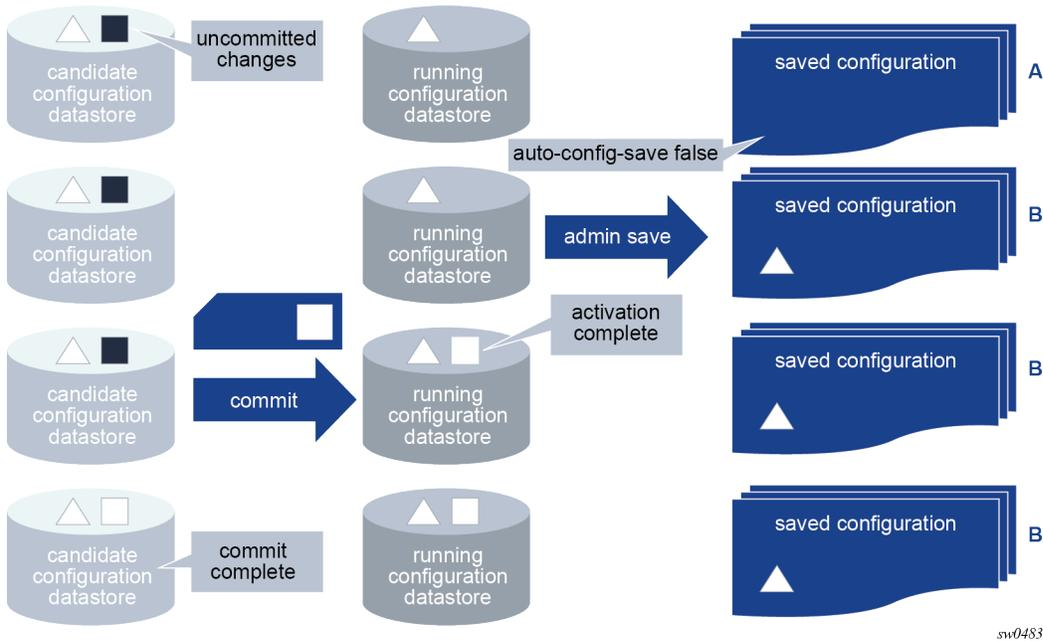 uncommitted
changes
candidate
configuration
datastore
running
configuration
datastore
saved configuration
A
auto-config-save false
candidate
configuration
datastore
running
configuration
datastore
admin save
saved configuration
B
activation
complete
candidate
configuration
datastore
commit
running
configuration
datastore
saved configuration
B
candidate
configuration
datastore
commit
complete
running
configuration
datastore
saved configuration
B
sw0483